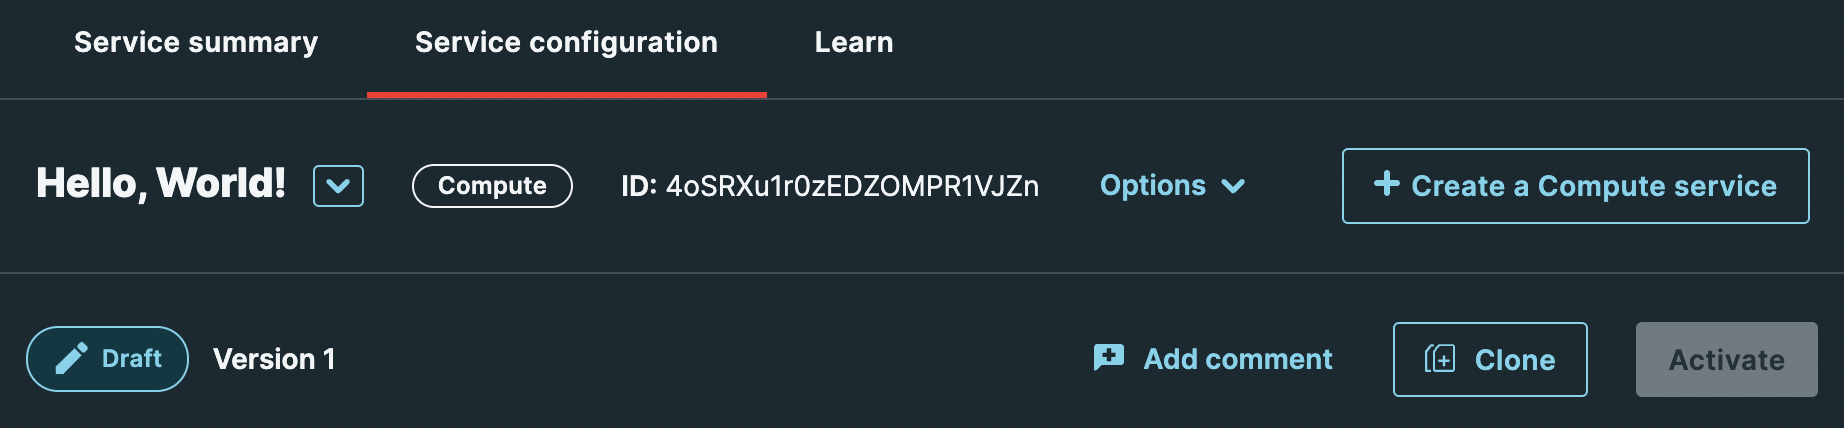 Service summary Service configuration Learn
Hello, World! Compute ID: 4oSRXu1r0zEDZOMPR1VJZn Options + Create a Compute service
Draft Version 1 Add comment Clone Activate